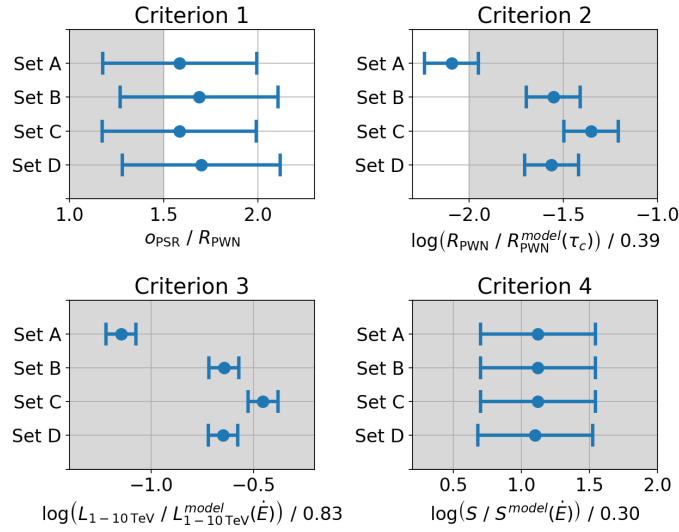 Criterion 1
Set A
Set B
Set C
Set D
1.0 1.5 2.0
o_PSR / R_PWN
Criterion 2
Set A
Set B
Set C
Set D
−2.0 −1.5 −1.0
log(R_PWN / R_PWN^model(τ_c)) / 0.39
Criterion 3
Set A
Set B
Set C
Set D
−1.0 −0.5
log(L_1−10 TeV / L_1−10 TeV^model(Ė)) / 0.83
Criterion 4
Set A
Set B
Set C
Set D
0.5 1.0 1.5 2.0
log(S / S^model(Ė)) / 0.30